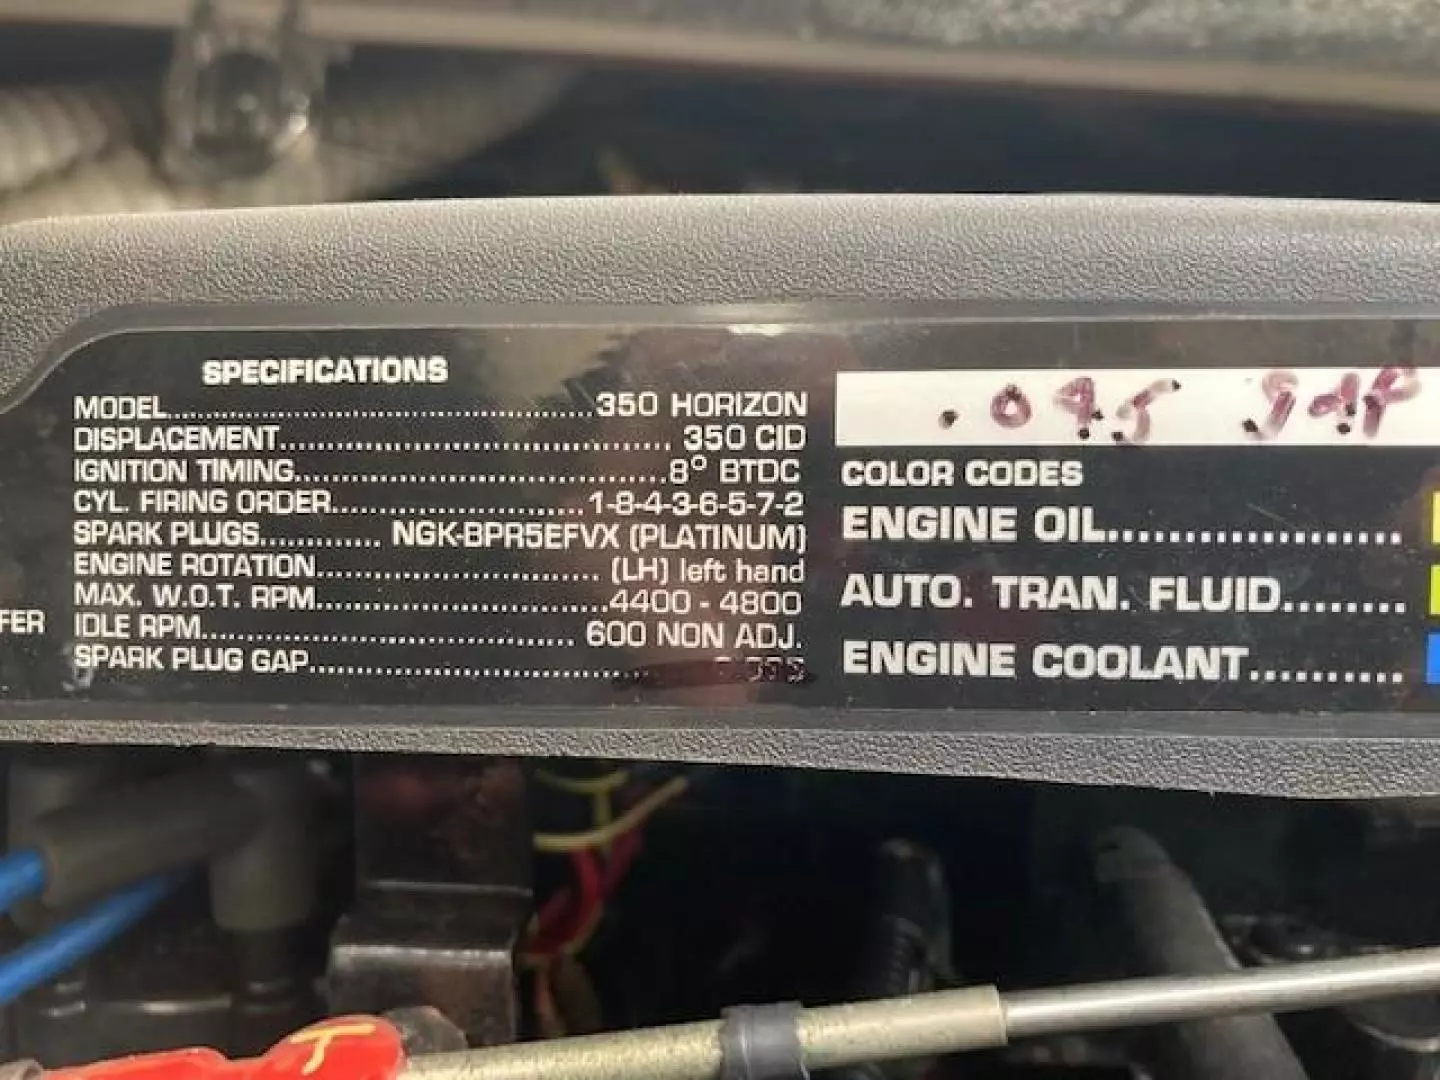 SPECIFICATIONS
MODEL..........350 HORIZON
DISPLACEMENT..........350 CID
IGNITION TIMING..........8° BTDC
CYL. FIRING ORDER..........1-8-4-3-6-5-7-2
SPARK PLUGS..........NGK-BPR5EFVX (PLATINUM)
ENGINE ROTATION..........(LH) left hand
MAX. W.O.T. RPM..........4400 - 4800
IDLE RPM..........600 NON ADJ.
SPARK PLUG GAP..........
FER
COLOR CODES
ENGINE OIL..........
AUTO. TRAN. FLUID..........
ENGINE COOLANT..........